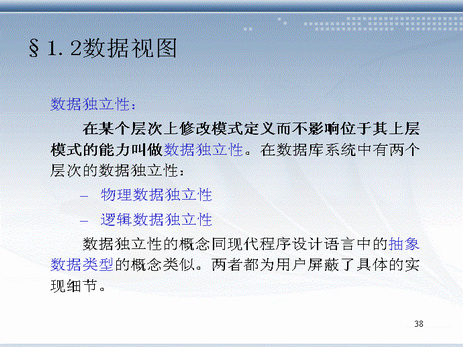 §1.2数据视图
数据独立性：
在某个层次上修改模式定义而不影响位于其上层
模式的能力叫做数据独立性。在数据库系统中有两个
层次的数据独立性：
– 物理数据独立性
– 逻辑数据独立性
数据独立性的概念同现代程序设计语言中的抽象
数据类型的概念类似。两者都为用户屏蔽了具体的实
现细节。
38